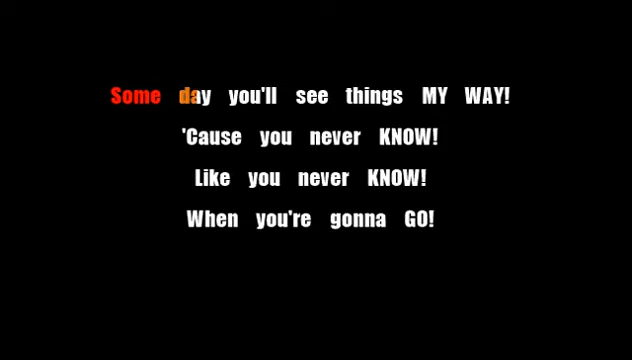 Some day you'll see things MY WAY!
'Cause you never KNOW!
Like you never KNOW!
When you're gonna GO!